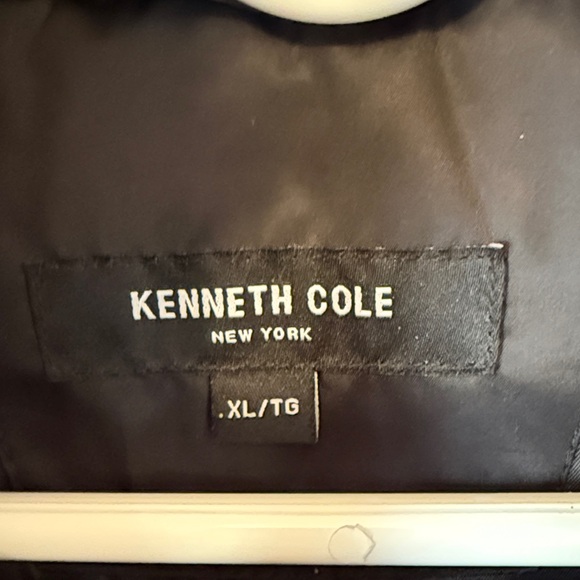 KENNETH COLE
NEW YORK
.XL/TG